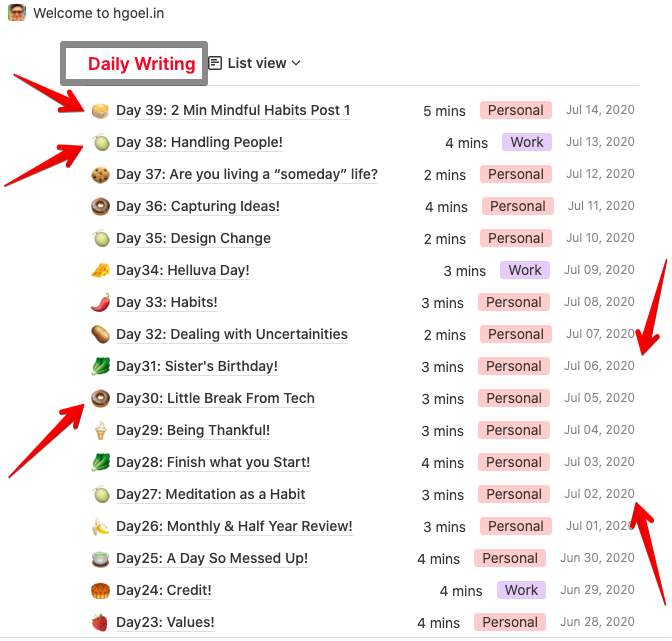 Welcome to hgoel.in
Daily Writing List view
Day 39: 2 Min Mindful Habits Post 1 5 mins Personal Jul 14, 2020
Day 38: Handling People! 4 mins Work Jul 13, 2020
Day 37: Are you living a “someday” life? 2 mins Personal Jul 12, 2020
Day 36: Capturing Ideas! 4 mins Personal Jul 11, 2020
Day 35: Design Change 2 mins Personal Jul 10, 2020
Day34: Helluva Day! 3 mins Work Jul 09, 2020
Day 33: Habits! 3 mins Personal Jul 08, 2020
Day 32: Dealing with Uncertainities 2 mins Personal Jul 07, 2020
Day31: Sister's Birthday! 3 mins Personal Jul 06, 2020
Day30: Little Break From Tech 3 mins Personal Jul 05, 2020
Day29: Being Thankful! 3 mins Personal Jul 04, 2020
Day28: Finish what you Start! 4 mins Personal Jul 03, 2020
Day27: Meditation as a Habit 3 mins Personal Jul 02, 2020
Day26: Monthly & Half Year Review! 3 mins Personal Jul 01, 2020
Day25: A Day So Messed Up! 4 mins Personal Jun 30, 2020
Day24: Credit! 4 mins Work Jun 29, 2020
Day23: Values! 4 mins Personal Jun 28, 2020